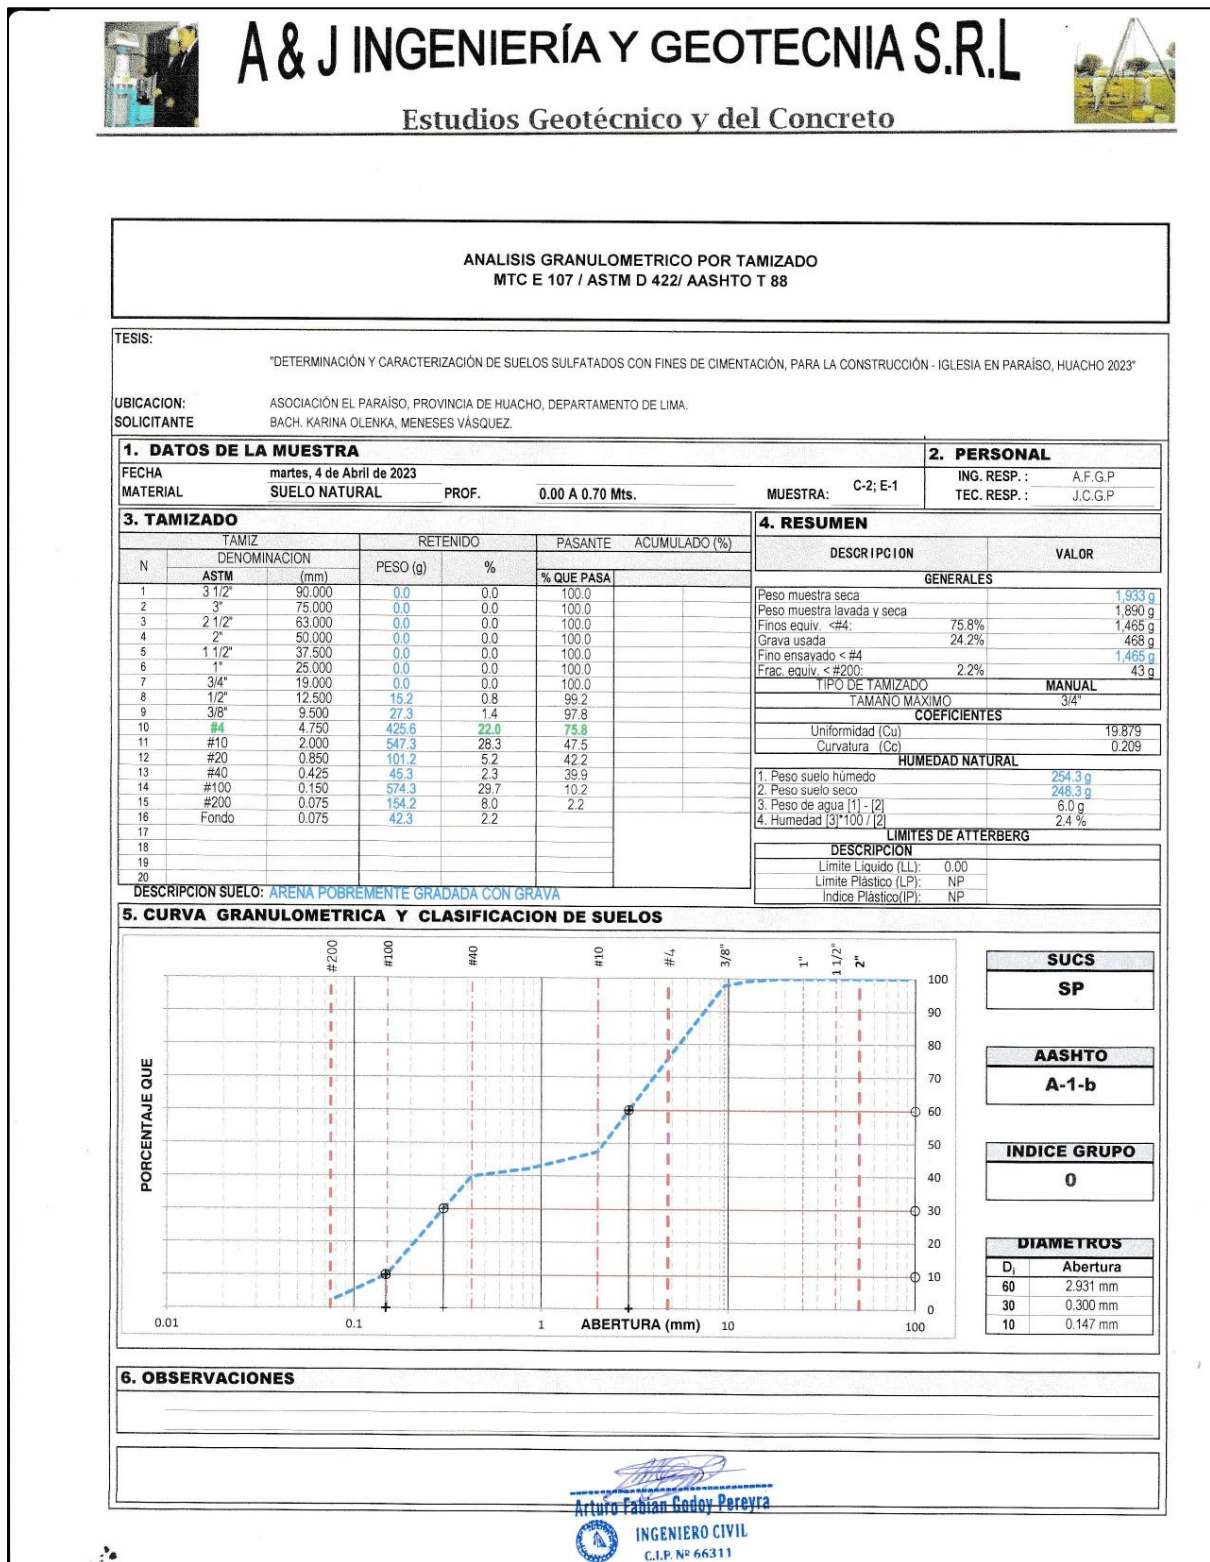 A & J INGENIERÍA Y GEOTECNIA S.R.L
Estudios Geotécnico y del Concreto
ANALISIS GRANULOMETRICO POR TAMIZADO
MTC E 107 / ASTM D 422/ AASHTO T 88
TESIS:
"DETERMINACIÓN Y CARACTERIZACIÓN DE SUELOS SULFATADOS CON FINES DE CIMENTACIÓN, PARA LA CONSTRUCCIÓN - IGLESIA EN PARAÍSO, HUACHO 2023"
UBICACION: ASOCIACIÓN EL PARAÍSO, PROVINCIA DE HUACHO, DEPARTAMENTO DE LIMA.
SOLICITANTE BACH. KARINA OLENKA, MENESES VÁSQUEZ.
1. DATOS DE LA MUESTRA
FECHA martes, 4 de Abril de 2023
MATERIAL SUELO NATURAL PROF. 0.00 A 0.70 Mts. MUESTRA: C-2; E-1
2. PERSONAL
ING. RESP. : A.F.G.P
TEC. RESP. : J.C.G.P
3. TAMIZADO
TAMIZ RETENIDO PASANTE ACUMULADO (%)
N DENOMINACION PESO (g) %
ASTM (mm) % QUE PASA
1 3 1/2" 90.000 0.0 0.0 100.0
2 3" 75.000 0.0 0.0 100.0
3 2 1/2" 63.000 0.0 0.0 100.0
4 2" 50.000 0.0 0.0 100.0
5 1 1/2" 37.500 0.0 0.0 100.0
6 1" 25.000 0.0 0.0 100.0
7 3/4" 19.000 0.0 0.0 100.0
8 1/2" 12.500 15.2 0.8 99.2
9 3/8" 9.500 27.3 1.4 97.8
10 #4 4.750 425.6 22.0 75.8
11 #10 2.000 547.3 28.3 47.5
12 #20 0.850 101.2 5.2 42.2
13 #40 0.425 45.3 2.3 39.9
14 #100 0.150 574.3 29.7 10.2
15 #200 0.075 154.2 8.0 2.2
16 Fondo 0.075 42.3 2.2
17
18
19
20
DESCRIPCION SUELO: ARENA POBREMENTE GRADADA CON GRAVA
4. RESUMEN
DESCRIPCION VALOR
GENERALES
Peso muestra seca 1,933 g
Peso muestra lavada y seca 1,890 g
Finos equiv. <#4: 75.8% 1,465 g
Grava usada 24.2% 468 g
Fino ensayado < #4 1,465 g
Frac. equiv. < #200: 2.2% 43 g
TIPO DE TAMIZADO MANUAL
TAMAÑO MAXIMO 3/4"
COEFICIENTES
Uniformidad (Cu) 19.879
Curvatura (Cc) 0.209
HUMEDAD NATURAL
1. Peso suelo húmedo 254.3 g
2. Peso suelo seco 248.3 g
3. Peso de agua [1] - [2] 6.0 g
4. Humedad [3]*100 / [2] 2.4 %
LIMITES DE ATTERBERG
DESCRIPCION
Limite Liquido (LL): 0.00
Limite Plástico (LP): NP
Indice Plástico(IP): NP
5. CURVA GRANULOMETRICA Y CLASIFICACION DE SUELOS
#200 #100 #40 #10 #4 3/8" 1" 1 1/2" 2"
PORCENTAJE QUE
100
90
80
70
60
50
40
30
20
10
0
0.01 0.1 1 10 100
ABERTURA (mm)
SUCS
SP
AASHTO
A-1-b
INDICE GRUPO
0
DIAMETROS
Di Abertura
60 2.931 mm
30 0.300 mm
10 0.147 mm
6. OBSERVACIONES
Arturo Fabian Godoy Pereyra
INGENIERO CIVIL
C.I.P. Nº 66311